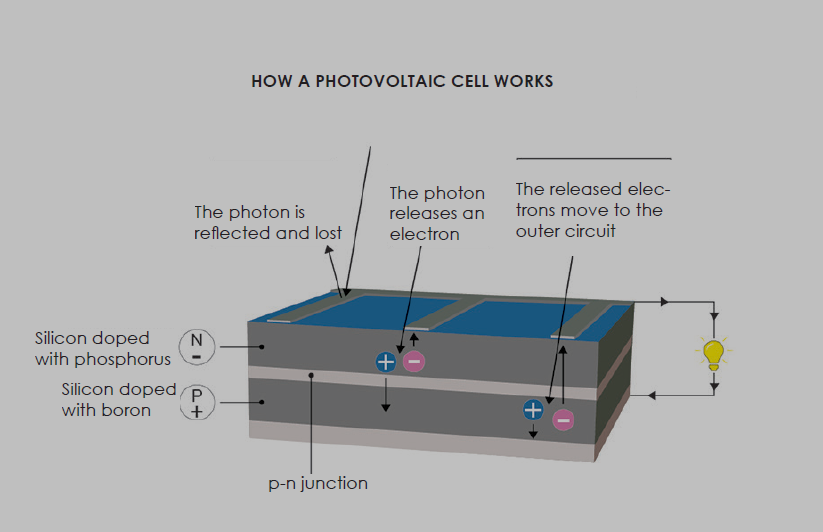 HOW A PHOTOVOLTAIC CELL WORKS
The photon is
reflected and lost
The photon
releases an
electron
The released elec-
trons move to the
outer circuit
Silicon doped
with phosphorus
N
-
Silicon doped
with boron
P
+
+
-
+
-
p-n junction